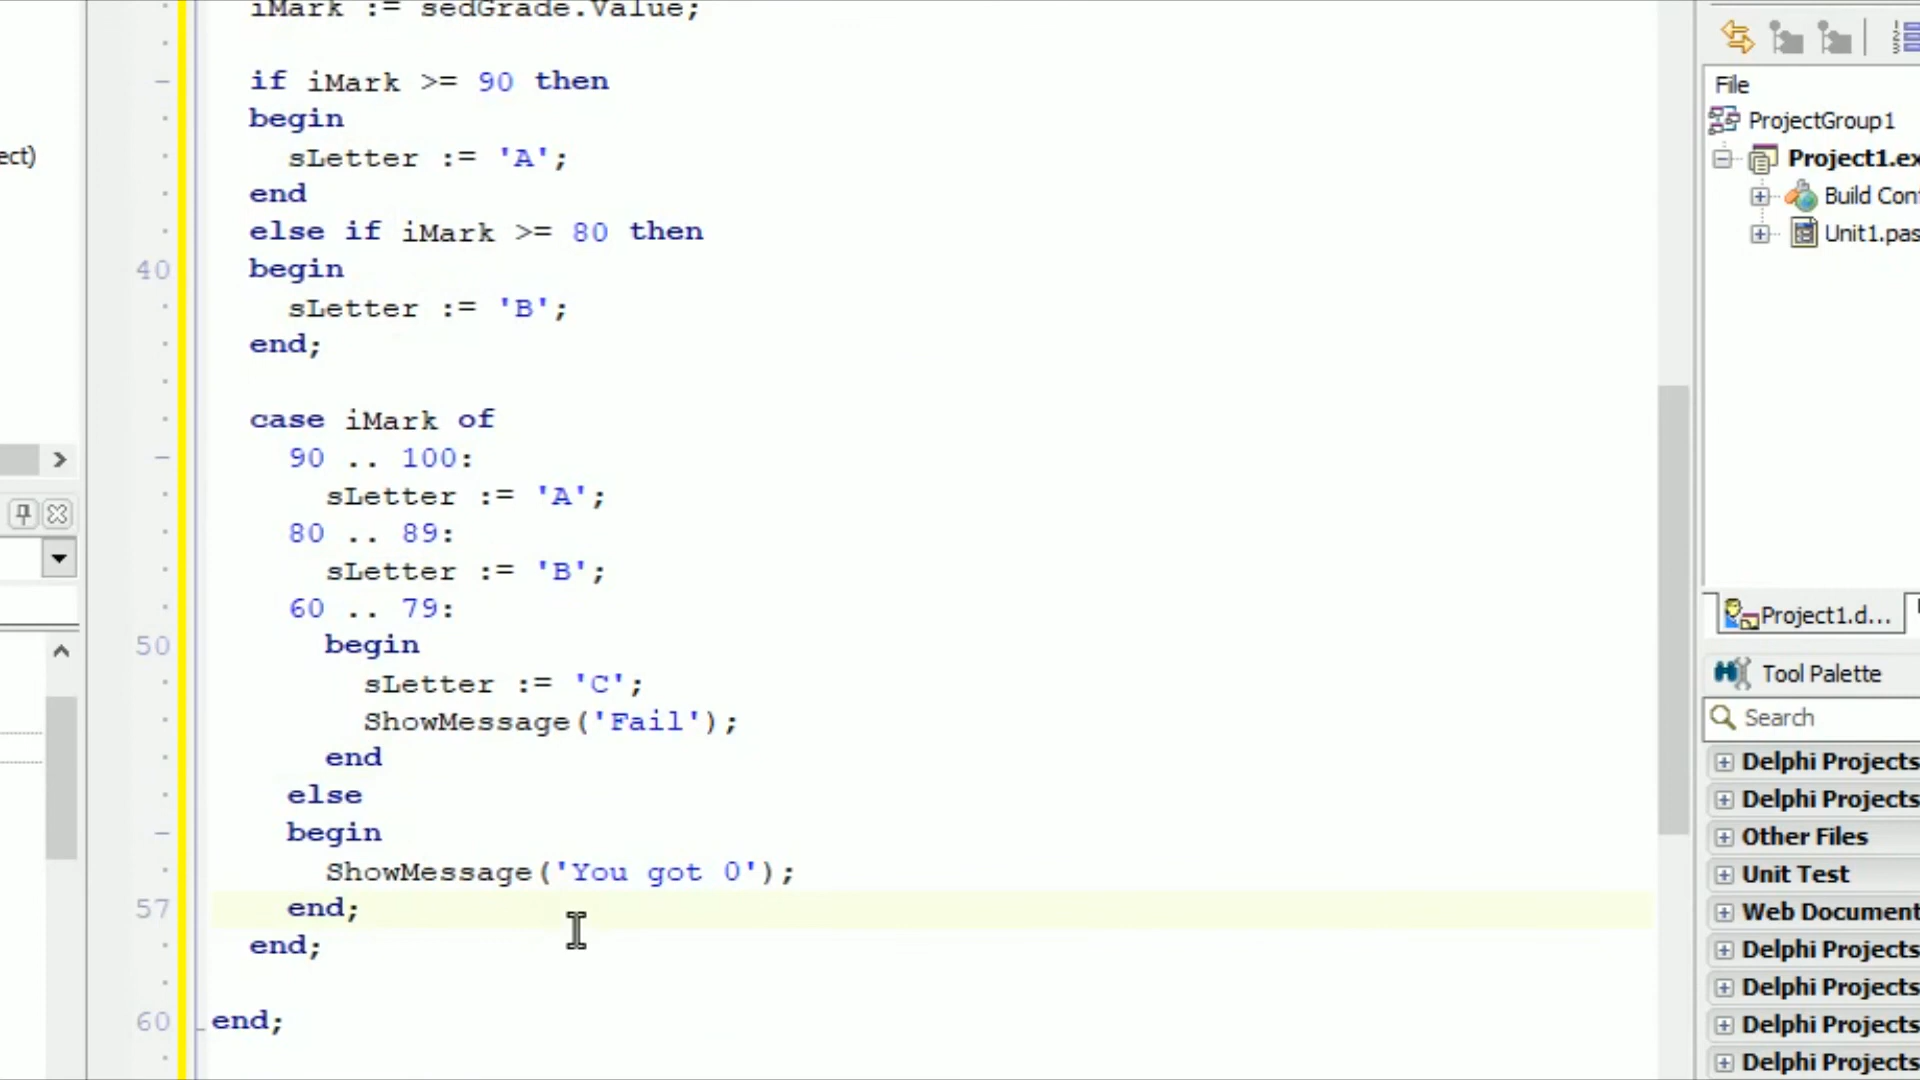 iMark := sedGrade.Value;
if iMark >= 90 then
begin
sLetter := 'A';
end
else if iMark >= 80 then
40 begin
sLetter := 'B';
end;
case iMark of
90 .. 100:
sLetter := 'A';
80 .. 89:
sLetter := 'B';
60 .. 79:
50 begin
sLetter := 'C';
ShowMessage('Fail');
end
else
begin
ShowMessage('You got 0');
57 end;
end;
60 end;
ect)
File
ProjectGroup1
Project1.ex
Build Con
Unit1.pas
Project1.d...
Tool Palette
Search
Delphi Projects
Delphi Projects
Other Files
Unit Test
Web Document
Delphi Projects
Delphi Projects
Delphi Projects
Delphi Projects